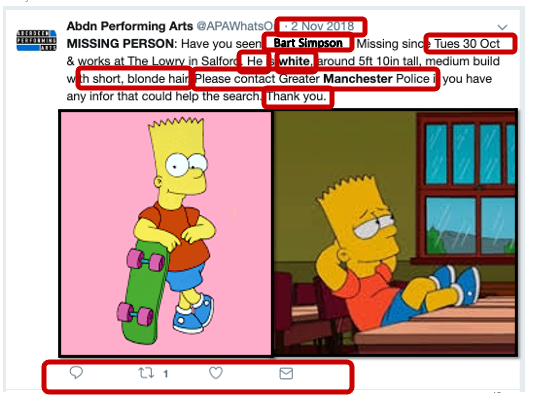 Abdn Performing Arts @APAWhatsO · 2 Nov 2018
ABERDEEN
PERFORMING
ARTS
MISSING PERSON: Have you seen Bart Simpson Missing since Tues 30 Oct
& works at The Lowry in Salford. He is white, around 5ft 10in tall, medium build
with short, blonde hair Please contact Greater Manchester Police if you have
any infor that could help the search. Thank you.
1